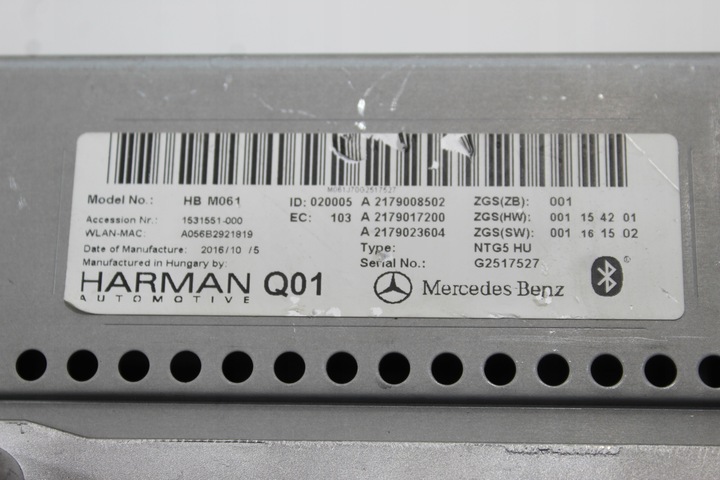 M061J7002517527
Model No.: HB M061 ID: 020005 A 2179008502 ZGS(ZB): 001
Accession Nr.: 1531551-000 EC: 103 A 2179017200 ZGS(HW): 001 15 42 01
WLAN-MAC: A056B2921819 A 2179023604 ZGS(SW): 001 16 15 02
Date of Manufacture: 2016/10 /5 Type: NTG5 HU
Manufactured in Hungary by: Serial No.: G2517527
HARMAN Q01 Mercedes-Benz ®
AUTOMOTIVE